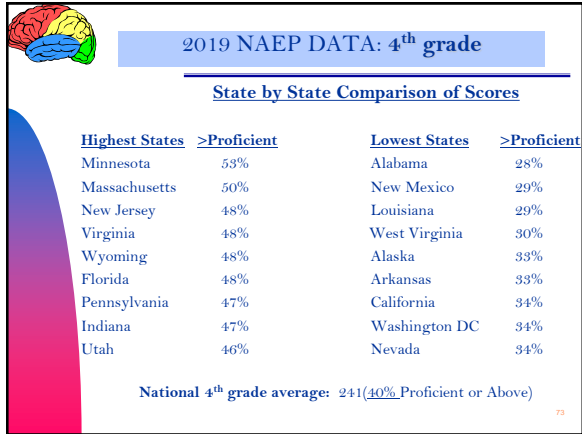 2019 NAEP DATA: 4th grade
State by State Comparison of Scores
Highest States >Proficient Lowest States >Proficient
Minnesota 53% Alabama 28%
Massachusetts 50% New Mexico 29%
New Jersey 48% Louisiana 29%
Virginia 48% West Virginia 30%
Wyoming 48% Alaska 33%
Florida 48% Arkansas 33%
Pennsylvania 47% California 34%
Indiana 47% Washington DC 34%
Utah 46% Nevada 34%
National 4th grade average: 241(40% Proficient or Above)
73